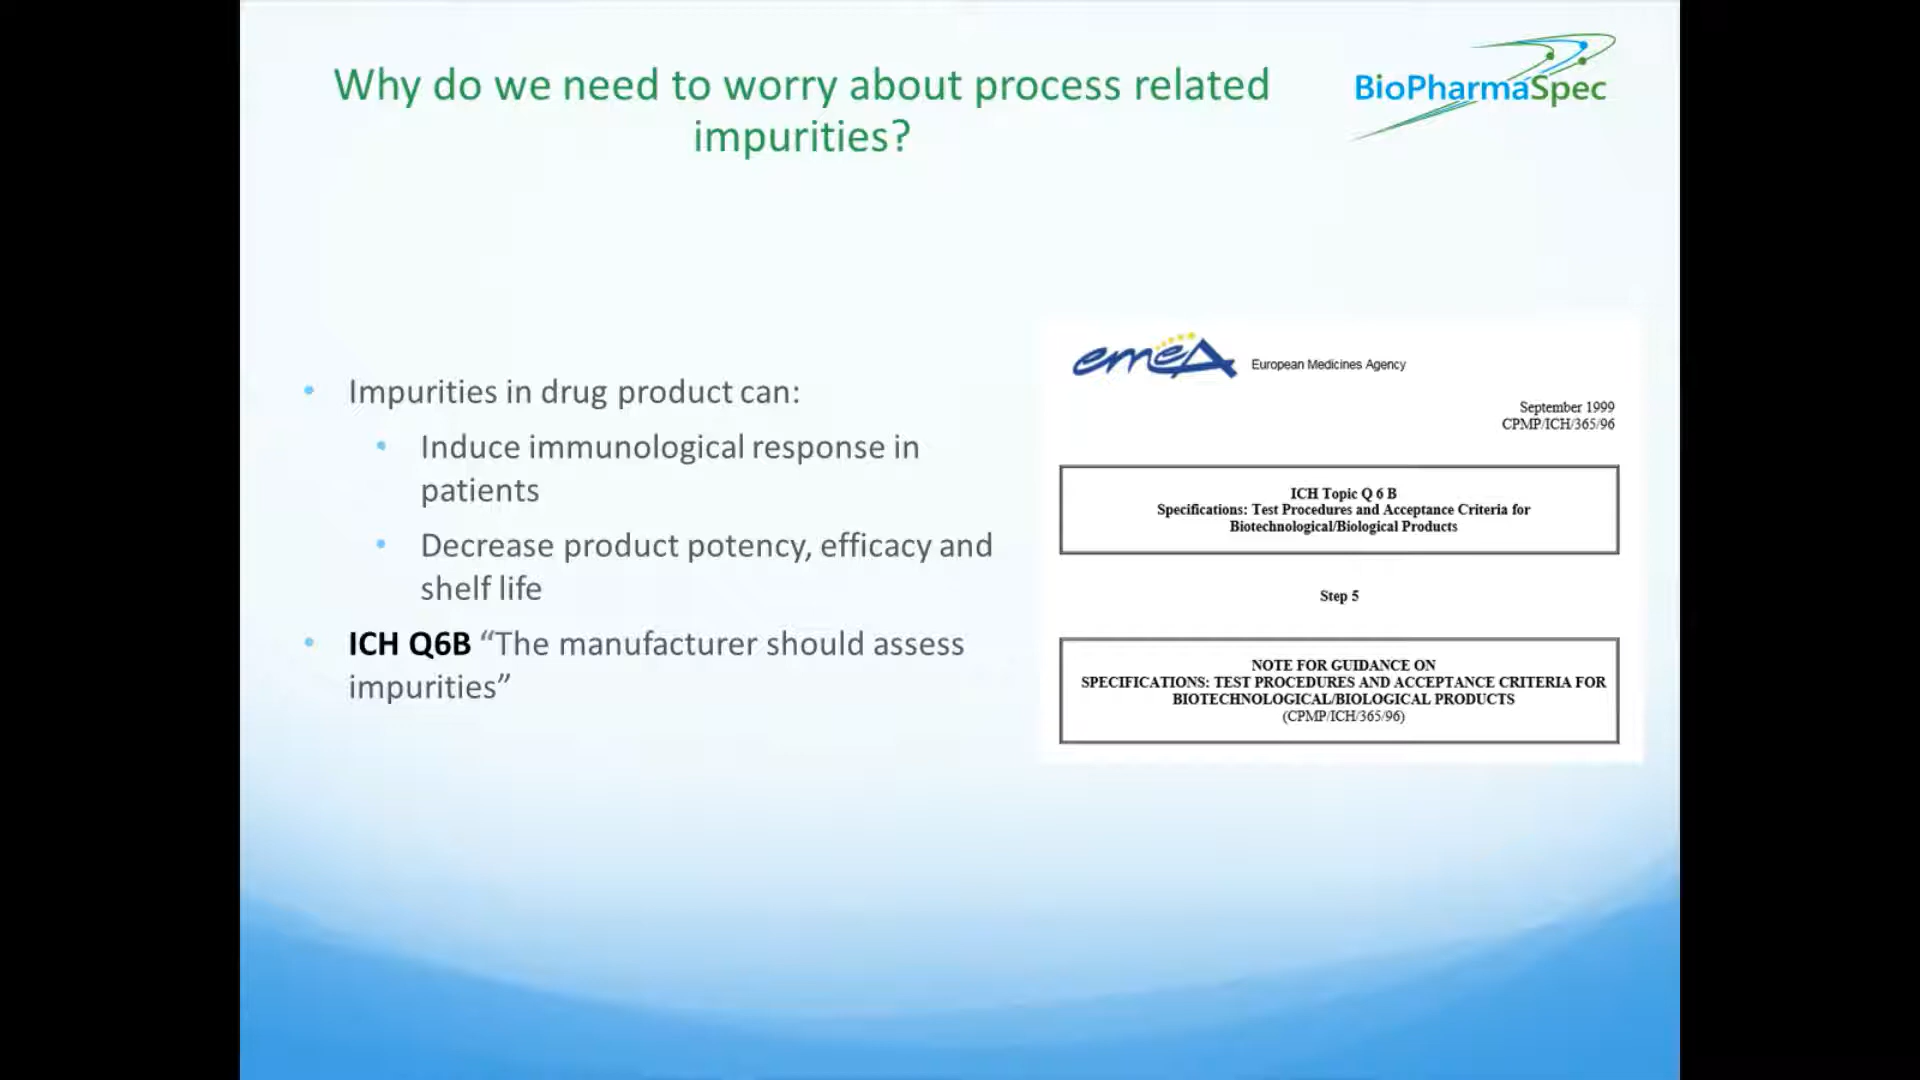 Why do we need to worry about process related
impurities?
BioPharmaSpec
• Impurities in drug product can:
• Induce immunological response in
patients
• Decrease product potency, efficacy and
shelf life
• ICH Q6B “The manufacturer should assess
impurities”
emeA European Medicines Agency
September 1999
CPMP/ICH/365/96
ICH Topic Q 6 B
Specifications: Test Procedures and Acceptance Criteria for
Biotechnological/Biological Products
Step 5
NOTE FOR GUIDANCE ON
SPECIFICATIONS: TEST PROCEDURES AND ACCEPTANCE CRITERIA FOR
BIOTECHNOLOGICAL/BIOLOGICAL PRODUCTS
(CPMP/ICH/365/96)